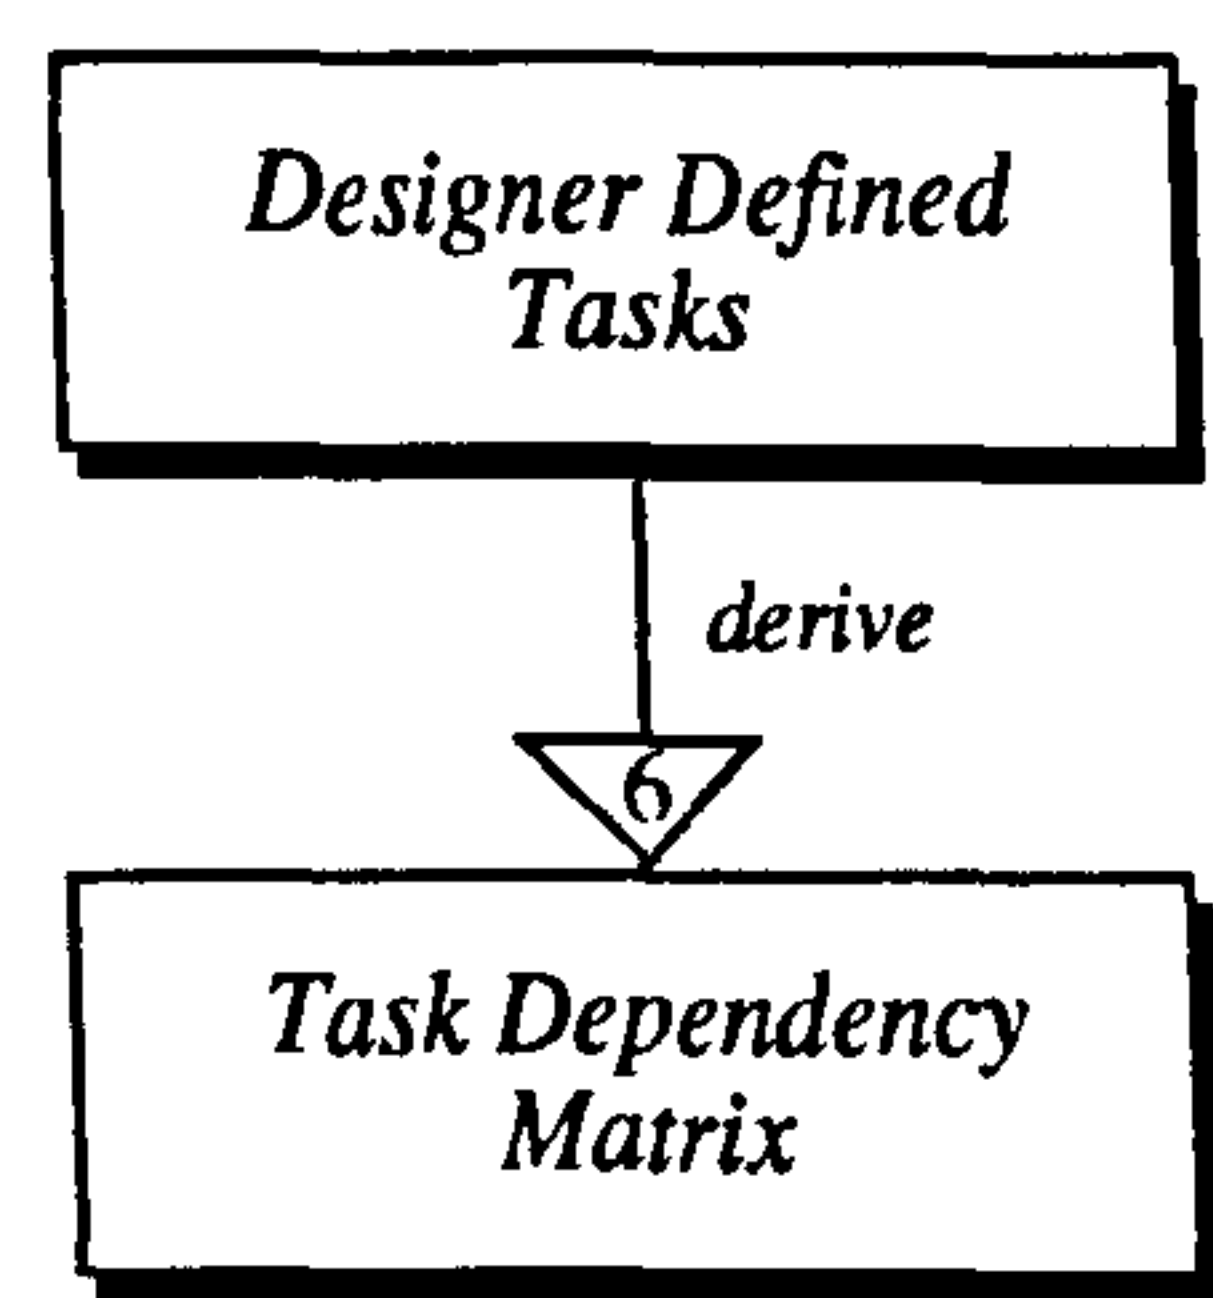 Designer Defined
Tasks
derive
6
Task Dependency
Matrix